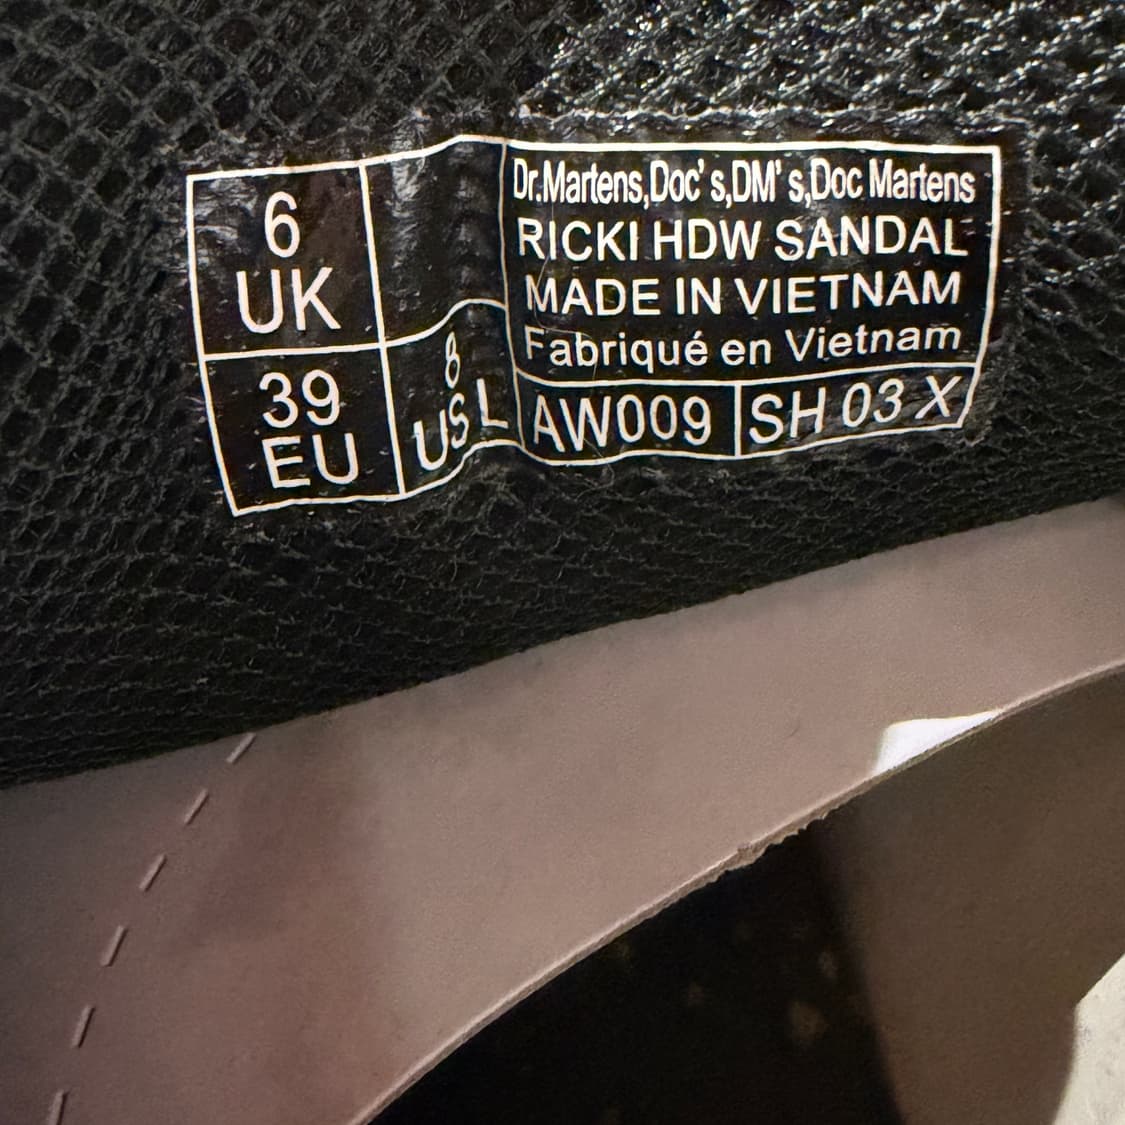 6
UK
39
EU
8
US L
Dr.Martens,Doc's,DM's,Doc Martens
RICKI HDW SANDAL
MADE IN VIETNAM
Fabriqué en Vietnam
AW009
SH 03 X